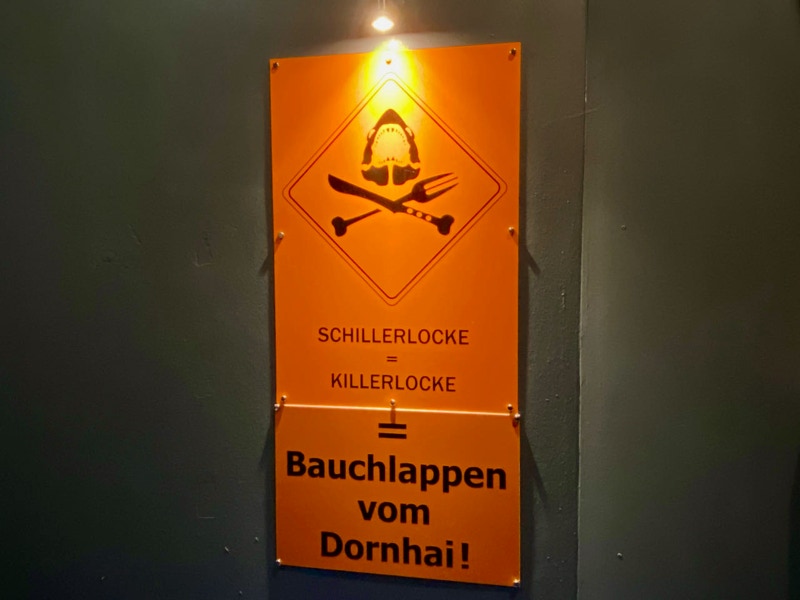 SCHILLERLOCKE
=
KILLERLOCKE
=
Bauchlappen
vom
Dornhai!